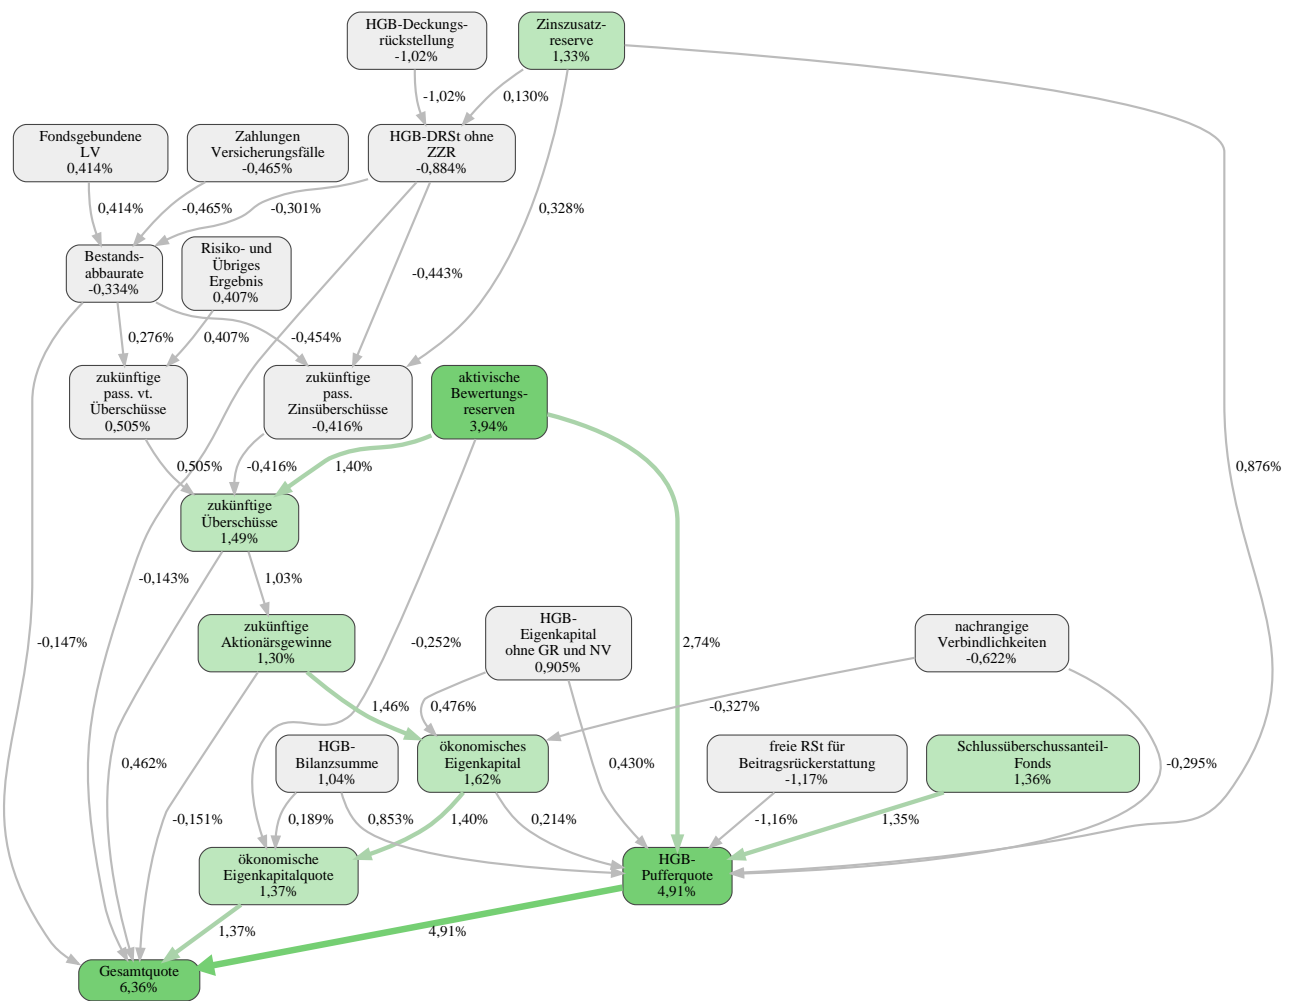 HGB-Deckungs-
rückstellung
-1,02%
Zinszusatz-
reserve
1,33%
-1,02%
0,130%
Fondsgebundene
LV
0,414%
Zahlungen
Versicherungsfälle
-0,465%
HGB-DRSt ohne
ZZR
-0,884%
0,414%
-0,465%
-0,301%
0,328%
Bestands-
abbaurate
-0,334%
Risiko- und
Übriges
Ergebnis
0,407%
-0,443%
0,276%
0,407%
-0,454%
zukünftige
pass. vt.
Überschüsse
0,505%
zukünftige
pass.
Zinsüberschüsse
-0,416%
aktivische
Bewertungs-
reserven
3,94%
0,505%
-0,416%
1,40%
0,876%
zukünftige
Überschüsse
1,49%
-0,143%
1,03%
zukünftige
Aktionärsgewinne
1,30%
HGB-
Eigenkapital
ohne GR und NV
0,905%
nachrangige
Verbindlichkeiten
-0,622%
-0,147%
-0,252%
2,74%
1,46%
0,476%
-0,327%
HGB-
Bilanzsumme
1,04%
ökonomisches
Eigenkapital
1,62%
freie RSt für
Beitragsrückerstattung
-1,17%
Schlussüberschussanteil-
Fonds
1,36%
0,462%
0,430%
-0,295%
-0,151%
0,189%
0,853%
1,40%
0,214%
-1,16%
1,35%
ökonomische
Eigenkapitalquote
1,37%
HGB-
Pufferquote
4,91%
1,37%
4,91%
Gesamtquote
6,36%